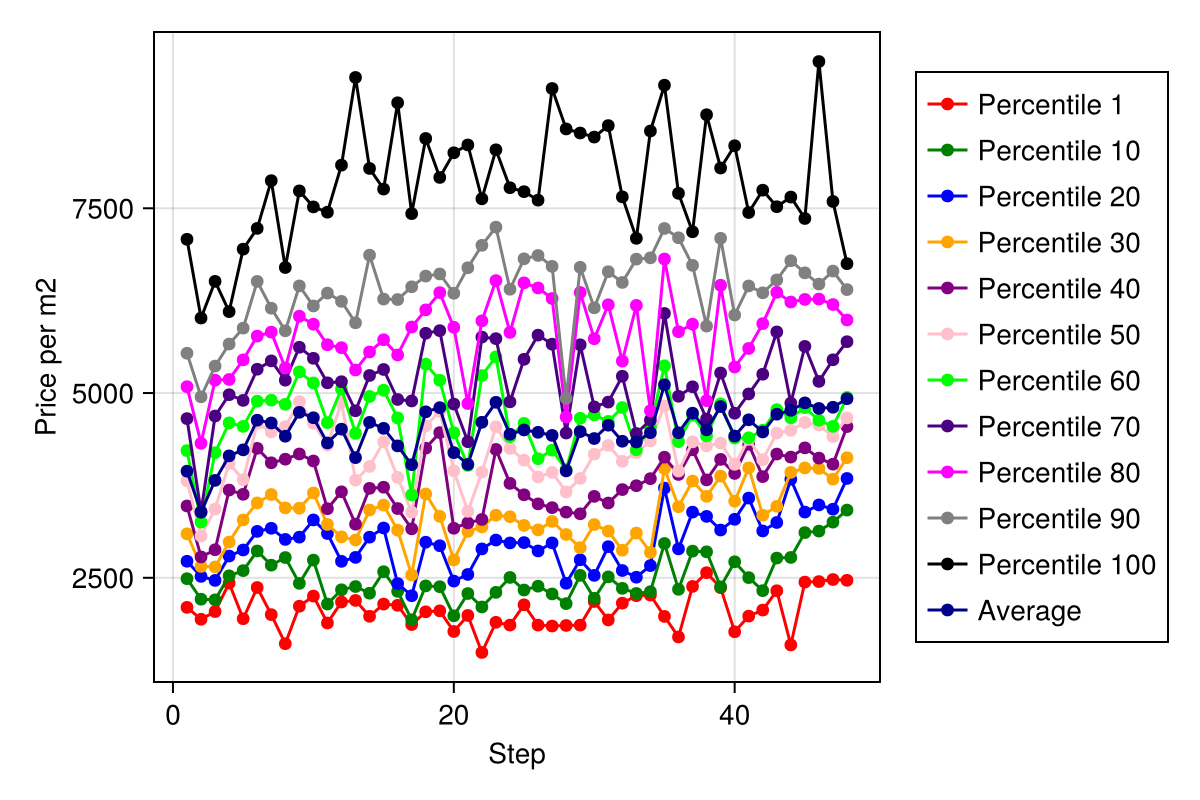 Price per m2
7500
5000
2500
0
20
40
Step
Percentile 1
Percentile 10
Percentile 20
Percentile 30
Percentile 40
Percentile 50
Percentile 60
Percentile 70
Percentile 80
Percentile 90
Percentile 100
Average